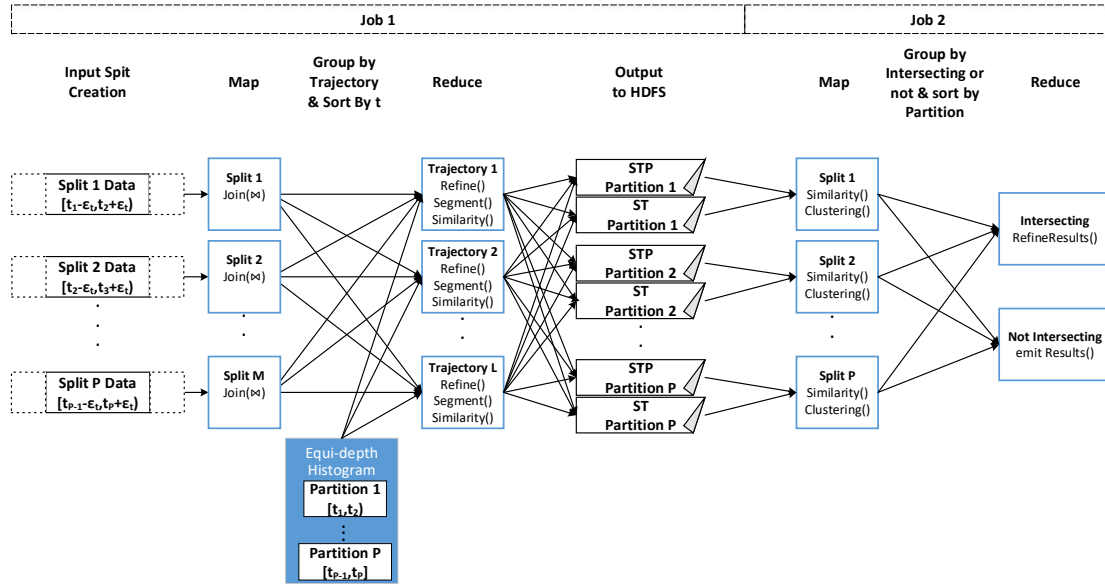 Job 1
Job 2
Input Spit
Creation
Map
Group by
Trajectory
& Sort By t
Reduce
Output
to HDFS
Map
Group by
Intersecting or
not & sort by
Partition
Reduce
Split 1 Data
[t₁-εₜ,t₂+εₜ)
Split 2 Data
[t₂-εₜ,t₃+εₜ)
.
.
.
Split P Data
[tP-1-εₜ,tP+εₜ)
Split 1
Join(⋈)
Split 2
Join(⋈)
.
.
.
Split M
Join(⋈)
Trajectory 1
Refine()
Segment()
Similarity()
Trajectory 2
Refine()
Segment()
Similarity()
.
.
.
Trajectory L
Refine()
Segment()
Similarity()
Equi-depth
Histogram
Partition 1
[t₁,t₂)
⋮
Partition P
[tP-1,tP]
STP
Partition 1
ST
Partition 1
STP
Partition 2
ST
Partition 2
.
.
.
STP
Partition P
ST
Partition P
Split 1
Similarity()
Clustering()
Split 2
Similarity()
Clustering()
.
.
.
Split P
Similarity()
Clustering()
Intersecting
RefineResults()
Not Intersecting
emit Results()